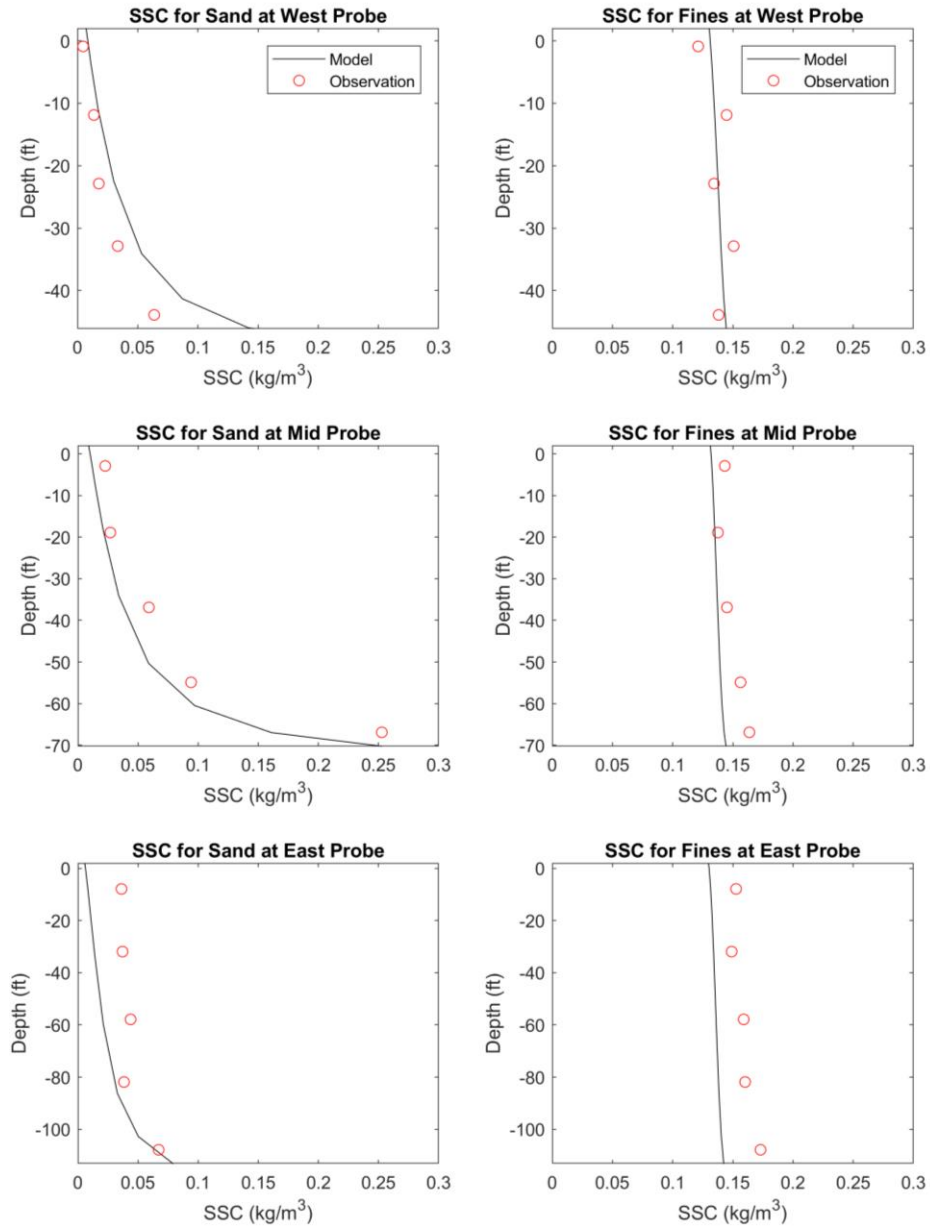 SSC for Sand at West Probe
0
-10
-20
-30
-40
Depth (ft)
0 0.05 0.1 0.15 0.2 0.25 0.3
SSC (kg/m³)
Model
Observation
SSC for Fines at West Probe
0
-10
-20
-30
-40
Depth (ft)
0 0.05 0.1 0.15 0.2 0.25 0.3
SSC (kg/m³)
Model
Observation
SSC for Sand at Mid Probe
0
-10
-20
-30
-40
-50
-60
-70
Depth (ft)
0 0.05 0.1 0.15 0.2 0.25 0.3
SSC (kg/m³)
SSC for Fines at Mid Probe
0
-10
-20
-30
-40
-50
-60
-70
Depth (ft)
0 0.05 0.1 0.15 0.2 0.25 0.3
SSC (kg/m³)
SSC for Sand at East Probe
0
-20
-40
-60
-80
-100
Depth (ft)
0 0.05 0.1 0.15 0.2 0.25 0.3
SSC (kg/m³)
SSC for Fines at East Probe
0
-20
-40
-60
-80
-100
Depth (ft)
0 0.05 0.1 0.15 0.2 0.25 0.3
SSC (kg/m³)